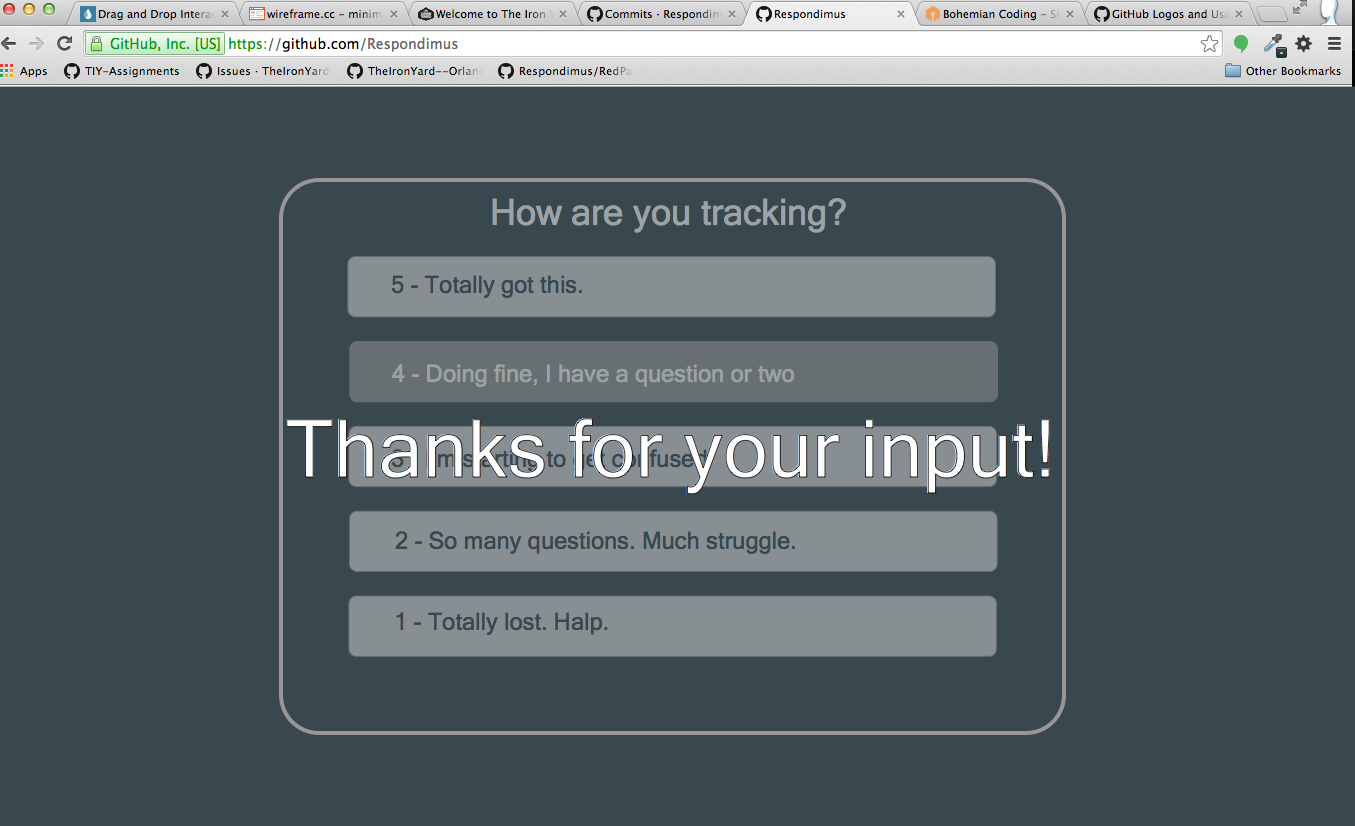 Drag and Drop Intera
wireframe.cc – minim
Welcome to The Iron
Commits · Respondim
Respondimus
Bohemian Coding – S
GitHub Logos and Us
GitHub, Inc. [US] https://github.com/Respondimus
Apps
TIY-Assignments
Issues · TheIronYard
TheIronYard--Orlan
Respondimus/RedPa
Other Bookmarks
How are you tracking?
5 - Totally got this.
4 - Doing fine, I have a question or two
Thanks for your input!
3 - I'm starting to get confused
2 - So many questions. Much struggle.
1 - Totally lost. Halp.